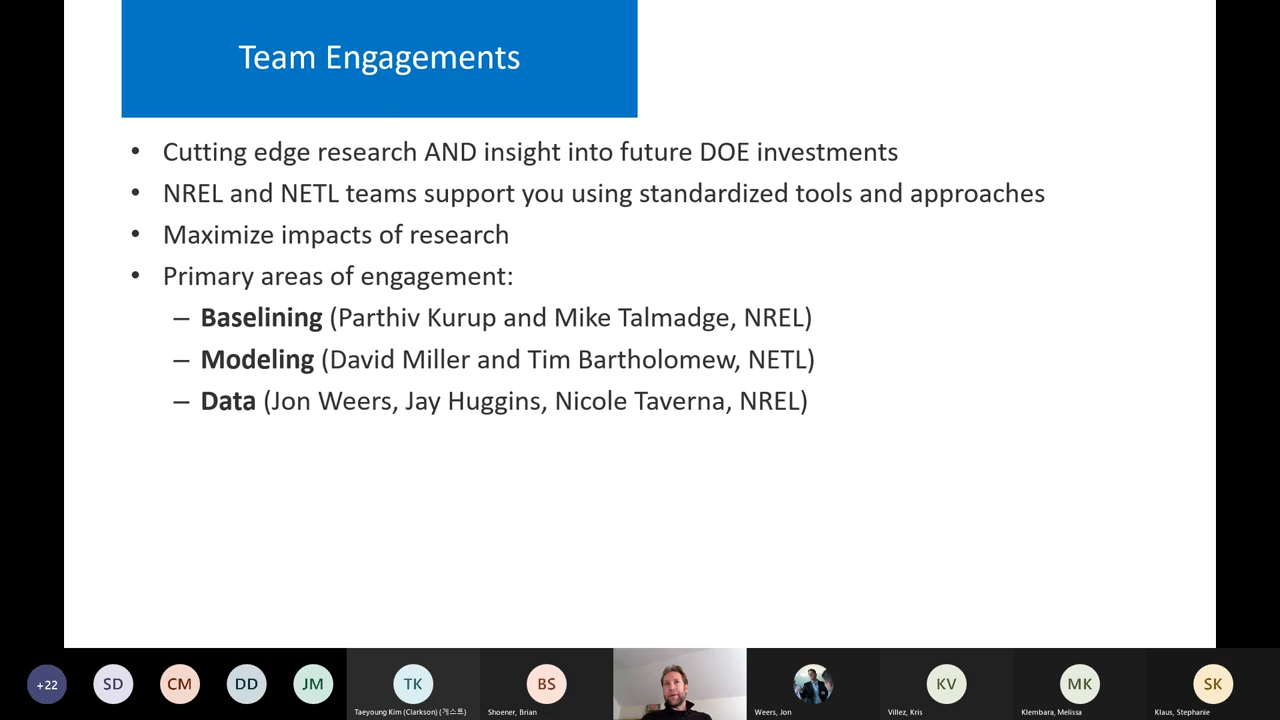 Team Engagements
• Cutting edge research AND insight into future DOE investments
• NREL and NETL teams support you using standardized tools and approaches
• Maximize impacts of research
• Primary areas of engagement:
– Baselining (Parthiv Kurup and Mike Talmadge, NREL)
– Modeling (David Miller and Tim Bartholomew, NETL)
– Data (Jon Weers, Jay Huggins, Nicole Taverna, NREL)
+22 SD CM DD JM TK BS KV MK SK
Taeyoung Kim (Clarkson) (게스트) Shoener, Brian Weers, Jon Villez, Kris Klembara, Melissa Klaus, Stephanie